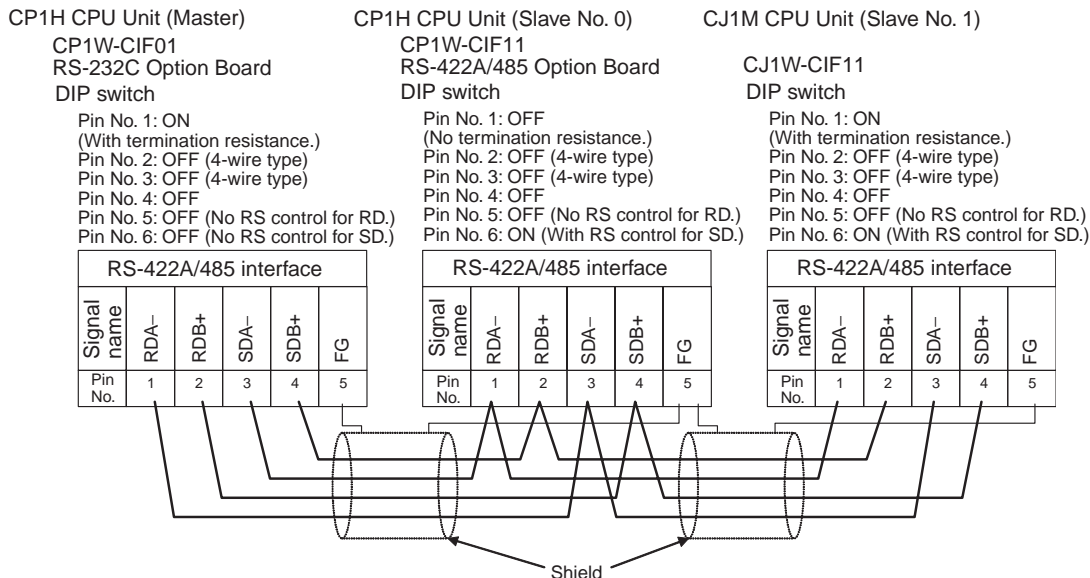 CP1H CPU Unit (Master)
CP1W-CIF01
RS-232C Option Board
DIP switch
Pin No. 1: ON
(With termination resistance.)
Pin No. 2: OFF (4-wire type)
Pin No. 3: OFF (4-wire type)
Pin No. 4: OFF
Pin No. 5: OFF (No RS control for RD.)
Pin No. 6: OFF (No RS control for SD.)
RS-422A/485 interface
Signal name RDA− RDB+ SDA− SDB+ FG
Pin No. 1 2 3 4 5
CP1H CPU Unit (Slave No. 0)
CP1W-CIF11
RS-422A/485 Option Board
DIP switch
Pin No. 1: OFF
(No termination resistance.)
Pin No. 2: OFF (4-wire type)
Pin No. 3: OFF (4-wire type)
Pin No. 4: OFF
Pin No. 5: OFF (No RS control for RD.)
Pin No. 6: ON (With RS control for SD.)
RS-422A/485 interface
Signal name RDA− RDB+ SDA− SDB+ FG
Pin No. 1 2 3 4 5
CJ1M CPU Unit (Slave No. 1)
CJ1W-CIF11
DIP switch
Pin No. 1: ON
(With termination resistance.)
Pin No. 2: OFF (4-wire type)
Pin No. 3: OFF (4-wire type)
Pin No. 4: OFF
Pin No. 5: OFF (No RS control for RD.)
Pin No. 6: ON (With RS control for SD.)
RS-422A/485 interface
Signal name RDA− RDB+ SDA− SDB+ FG
Pin No. 1 2 3 4 5
Shield